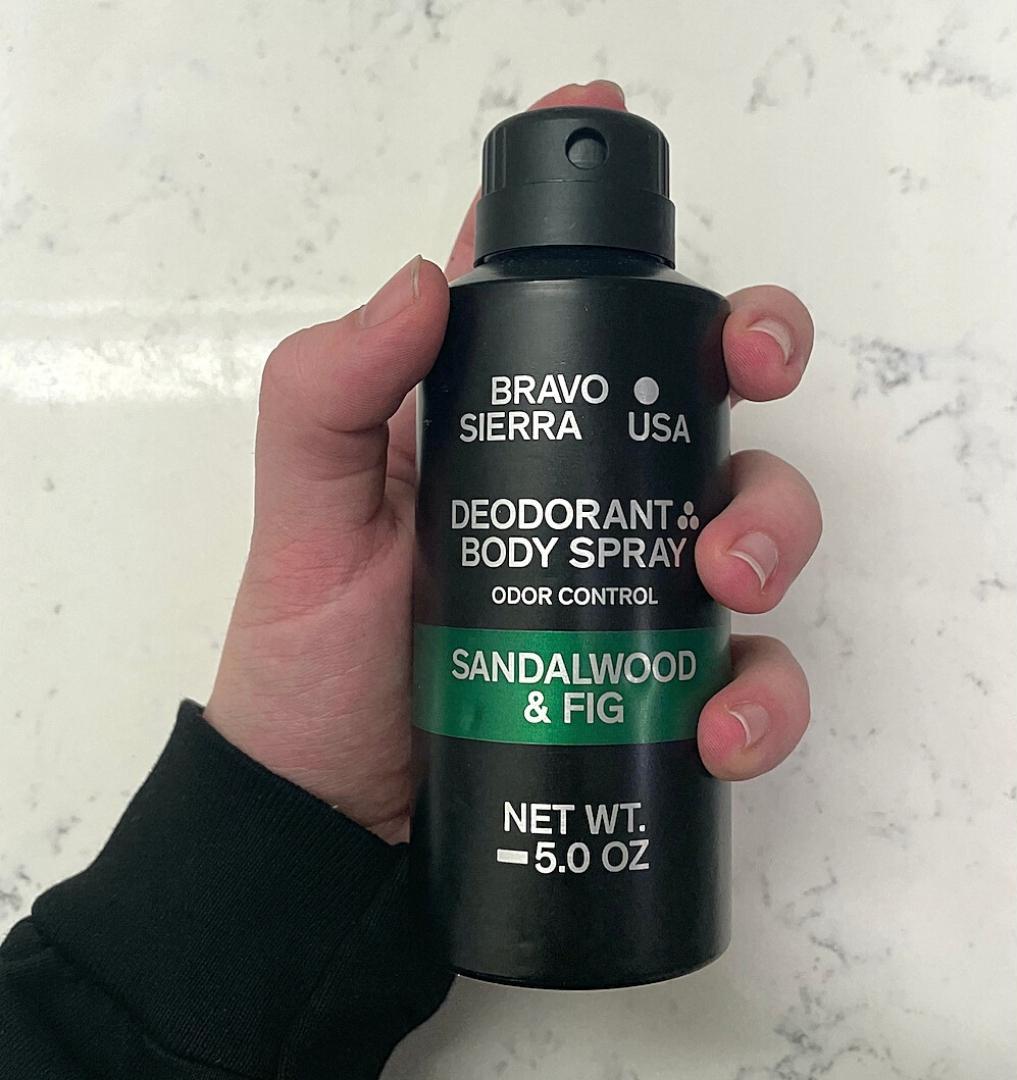 BRAVO
SIERRA USA
DEODORANT
BODY SPRAY
ODOR CONTROL
SANDALWOOD
& FIG
NET WT.
5.0 OZ